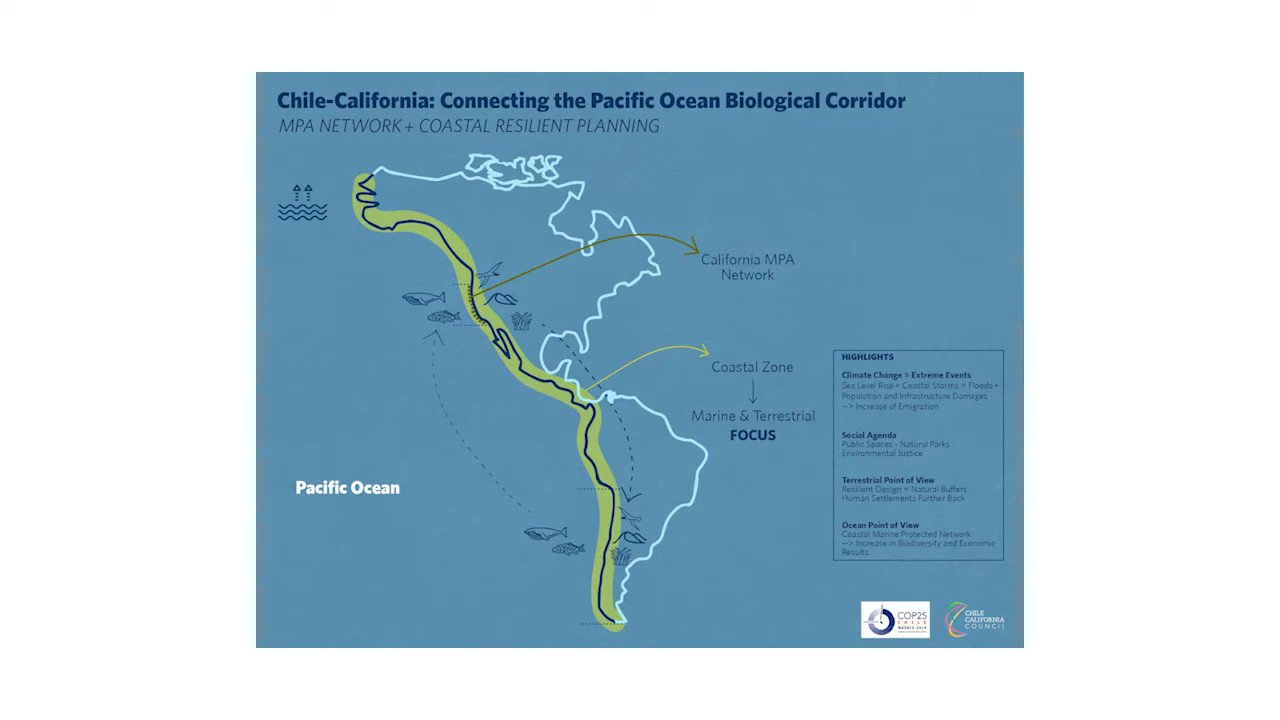 Chile-California: Connecting the Pacific Ocean Biological Corridor
MPA NETWORK + COASTAL RESILIENT PLANNING
California MPA
Network
Coastal Zone
Marine & Terrestrial
FOCUS
Pacific Ocean
HIGHLIGHTS
Climate Change = Extreme Events
Sea Level Rise + Coastal Storms = Floods +
Population and Infrastructure Damages
--> Increase of Emigration
Social Agenda
Public Spaces - Natural Parks
Environmental Justice
Terrestrial Point of View
Resilient Design = Natural Buffers
Human Settlements Further Back
Ocean Point of View
Coastal Marine Protected Network
--> Increase in Biodiversity and Economic
Results
COP25
CHILE
MADRID 2019
CHILE
CALIFORNIA
COUNCIL